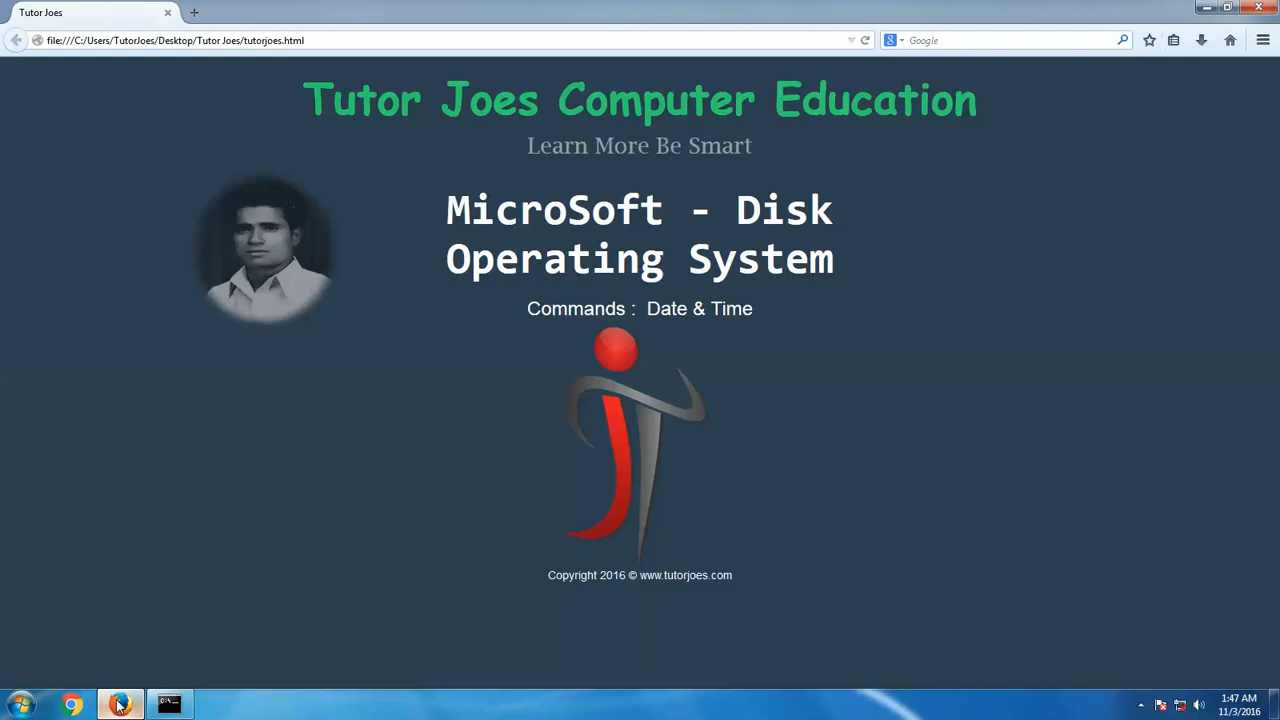 Tutor Joes
file:///C:/Users/TutorJoes/Desktop/Tutor Joes/tutorjoes.html
Google
Tutor Joes Computer Education
Learn More Be Smart
MicroSoft - Disk
Operating System
Commands : Date & Time
Copyright 2016 © www.tutorjoes.com
1:47 AM
11/3/2016